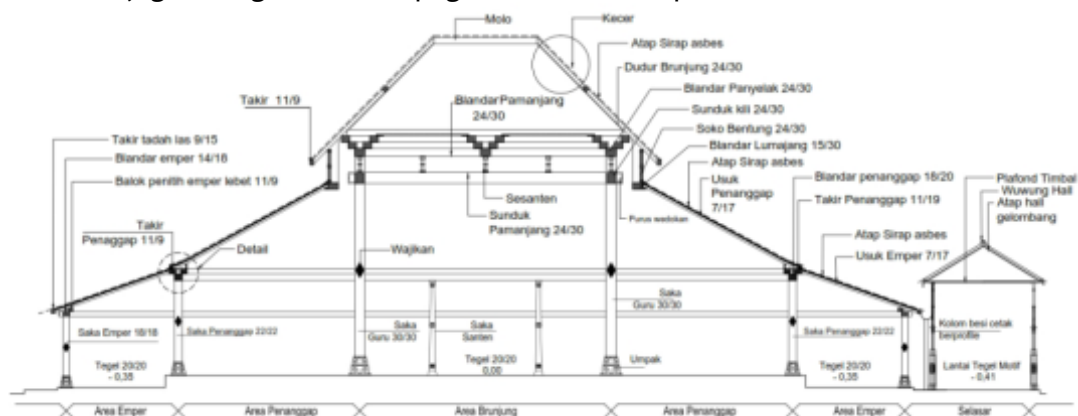 Molo
Kecer
Atap Sirap asbes
Dudur Brunjung 24/30
Blandar Panyelak 24/30
Takir 11/9
Blandar Pamanjang
24/30
Sunduk kili 24/30
Soko Bentung 24/30
Takir tadah las 9/15
Blandar Lumajang 15/30
Blandar emper 14/18
Atap Sirap asbes
Balok penitih emper lebet 11/9
Usuk
Penanggap
7/17
Blandar penanggap 18/20
Plafond Timbal
Wuwung Hall
Atap hall
gelombang
Sesanten
Takir Penanggap 11/19
Purus wedokan
Sunduk
Pamanjang 24/30
Takir
Penaggap 11/9
Detail
Wajikan
Atap Sirap asbes
Usuk Emper 7/17
Saka
Guru 30/30
Saka Emper 18/18
Saka Penanggap 22/22
Saka
Guru 30/30
Saka
Santen
Saka Penanggap 22/22
Kolom besi cetak
berprofile
Tegel 20/20
- 0,35
Tegel 20/20
0,00
Umpak
Tegel 20/20
- 0,35
Lantai Tegel Motif
- 0,41
Area Emper
Area Penanggap
Area Brunjung
Area Penanggap
Area Emper
Selasar